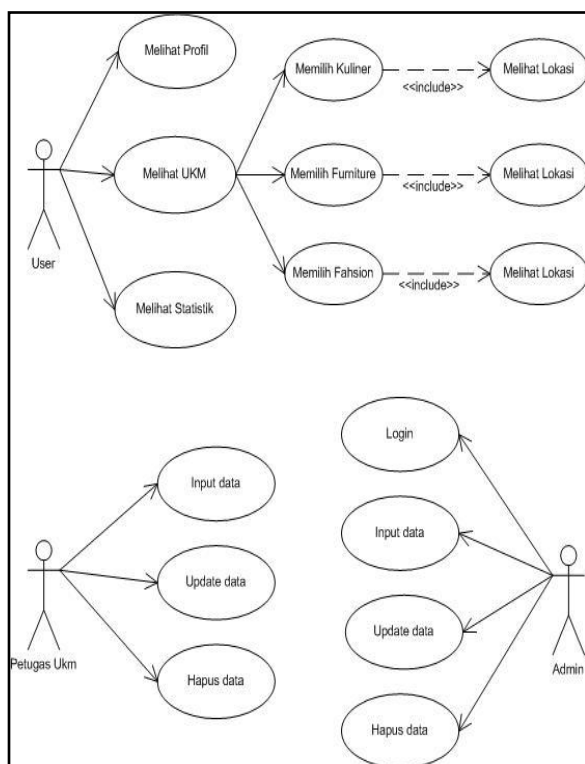 Melihat Profil
Memilih Kuliner
<<include>>
Melihat Lokasi
User
Melihat UKM
Memilih Furniture
<<include>>
Melihat Lokasi
Melihat Statistik
Memilih Fahsion
<<include>>
Melihat Lokasi
Petugas Ukm
Input data
Update data
Hapus data
Login
Input data
Update data
Hapus data
Admin